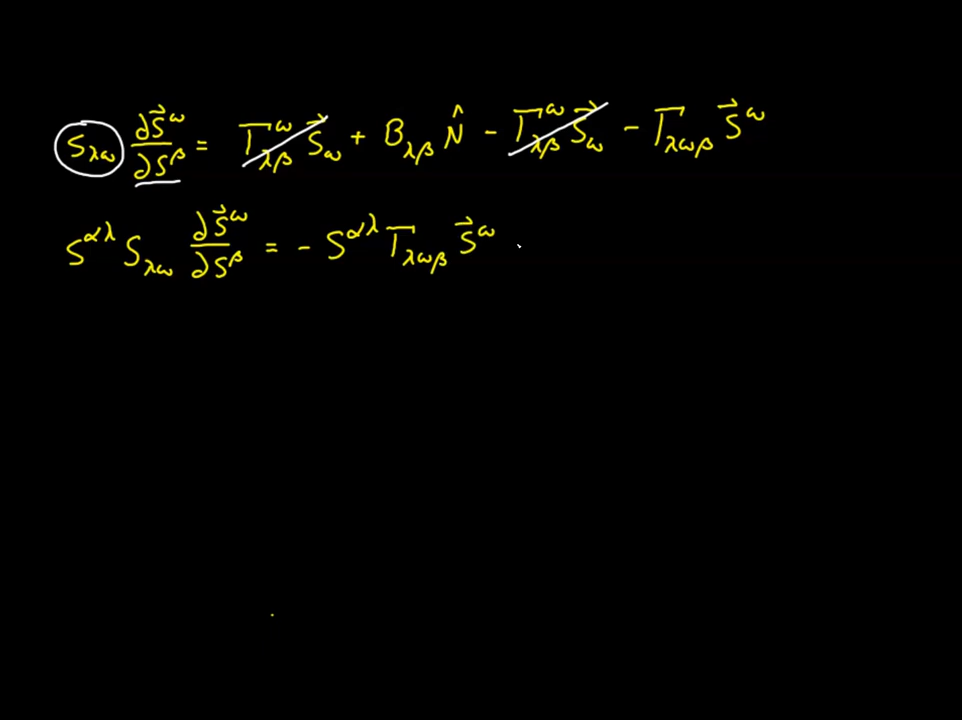 S_{λω} ∂S⃗^ω/∂S^β = Γ^ω_{λβ} S⃗_ω + B_{λβ} N̂ − Γ^ω_{λβ} S⃗_ω − Γ_{λωβ} S⃗^ω
S^{αλ} S_{λω} ∂S⃗^ω/∂S^β = − S^{αλ} Γ_{λωβ} S⃗^ω